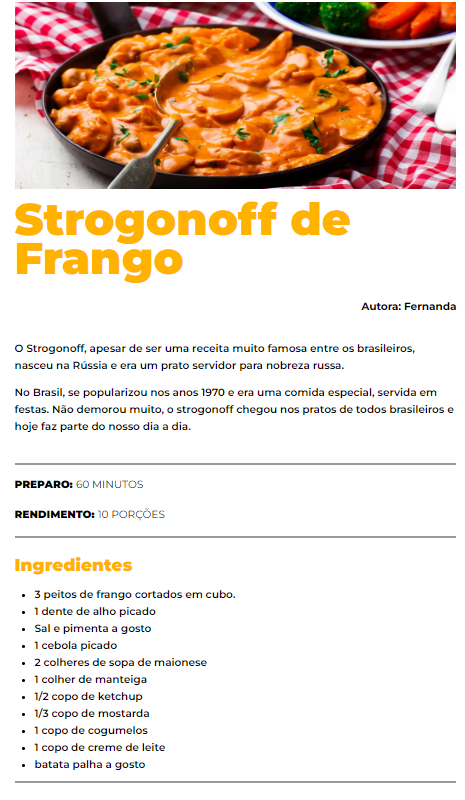 Strogonoff de
Frango
Autora: Fernanda
O Strogonoff, apesar de ser uma receita muito famosa entre os brasileiros,
nasceu na Rússia e era um prato servidor para nobreza russa.
No Brasil, se popularizou nos anos 1970 e era uma comida especial, servida em
festas. Não demorou muito, o strogonoff chegou nos pratos de todos brasileiros e
hoje faz parte do nosso dia a dia.
PREPARO: 60 MINUTOS
RENDIMENTO: 10 PORÇÕES
Ingredientes
• 3 peitos de frango cortados em cubo.
• 1 dente de alho picado
• Sal e pimenta a gosto
• 1 cebola picado
• 2 colheres de sopa de maionese
• 1 colher de manteiga
• 1/2 copo de ketchup
• 1/3 copo de mostarda
• 1 copo de cogumelos
• 1 copo de creme de leite
• batata palha a gosto